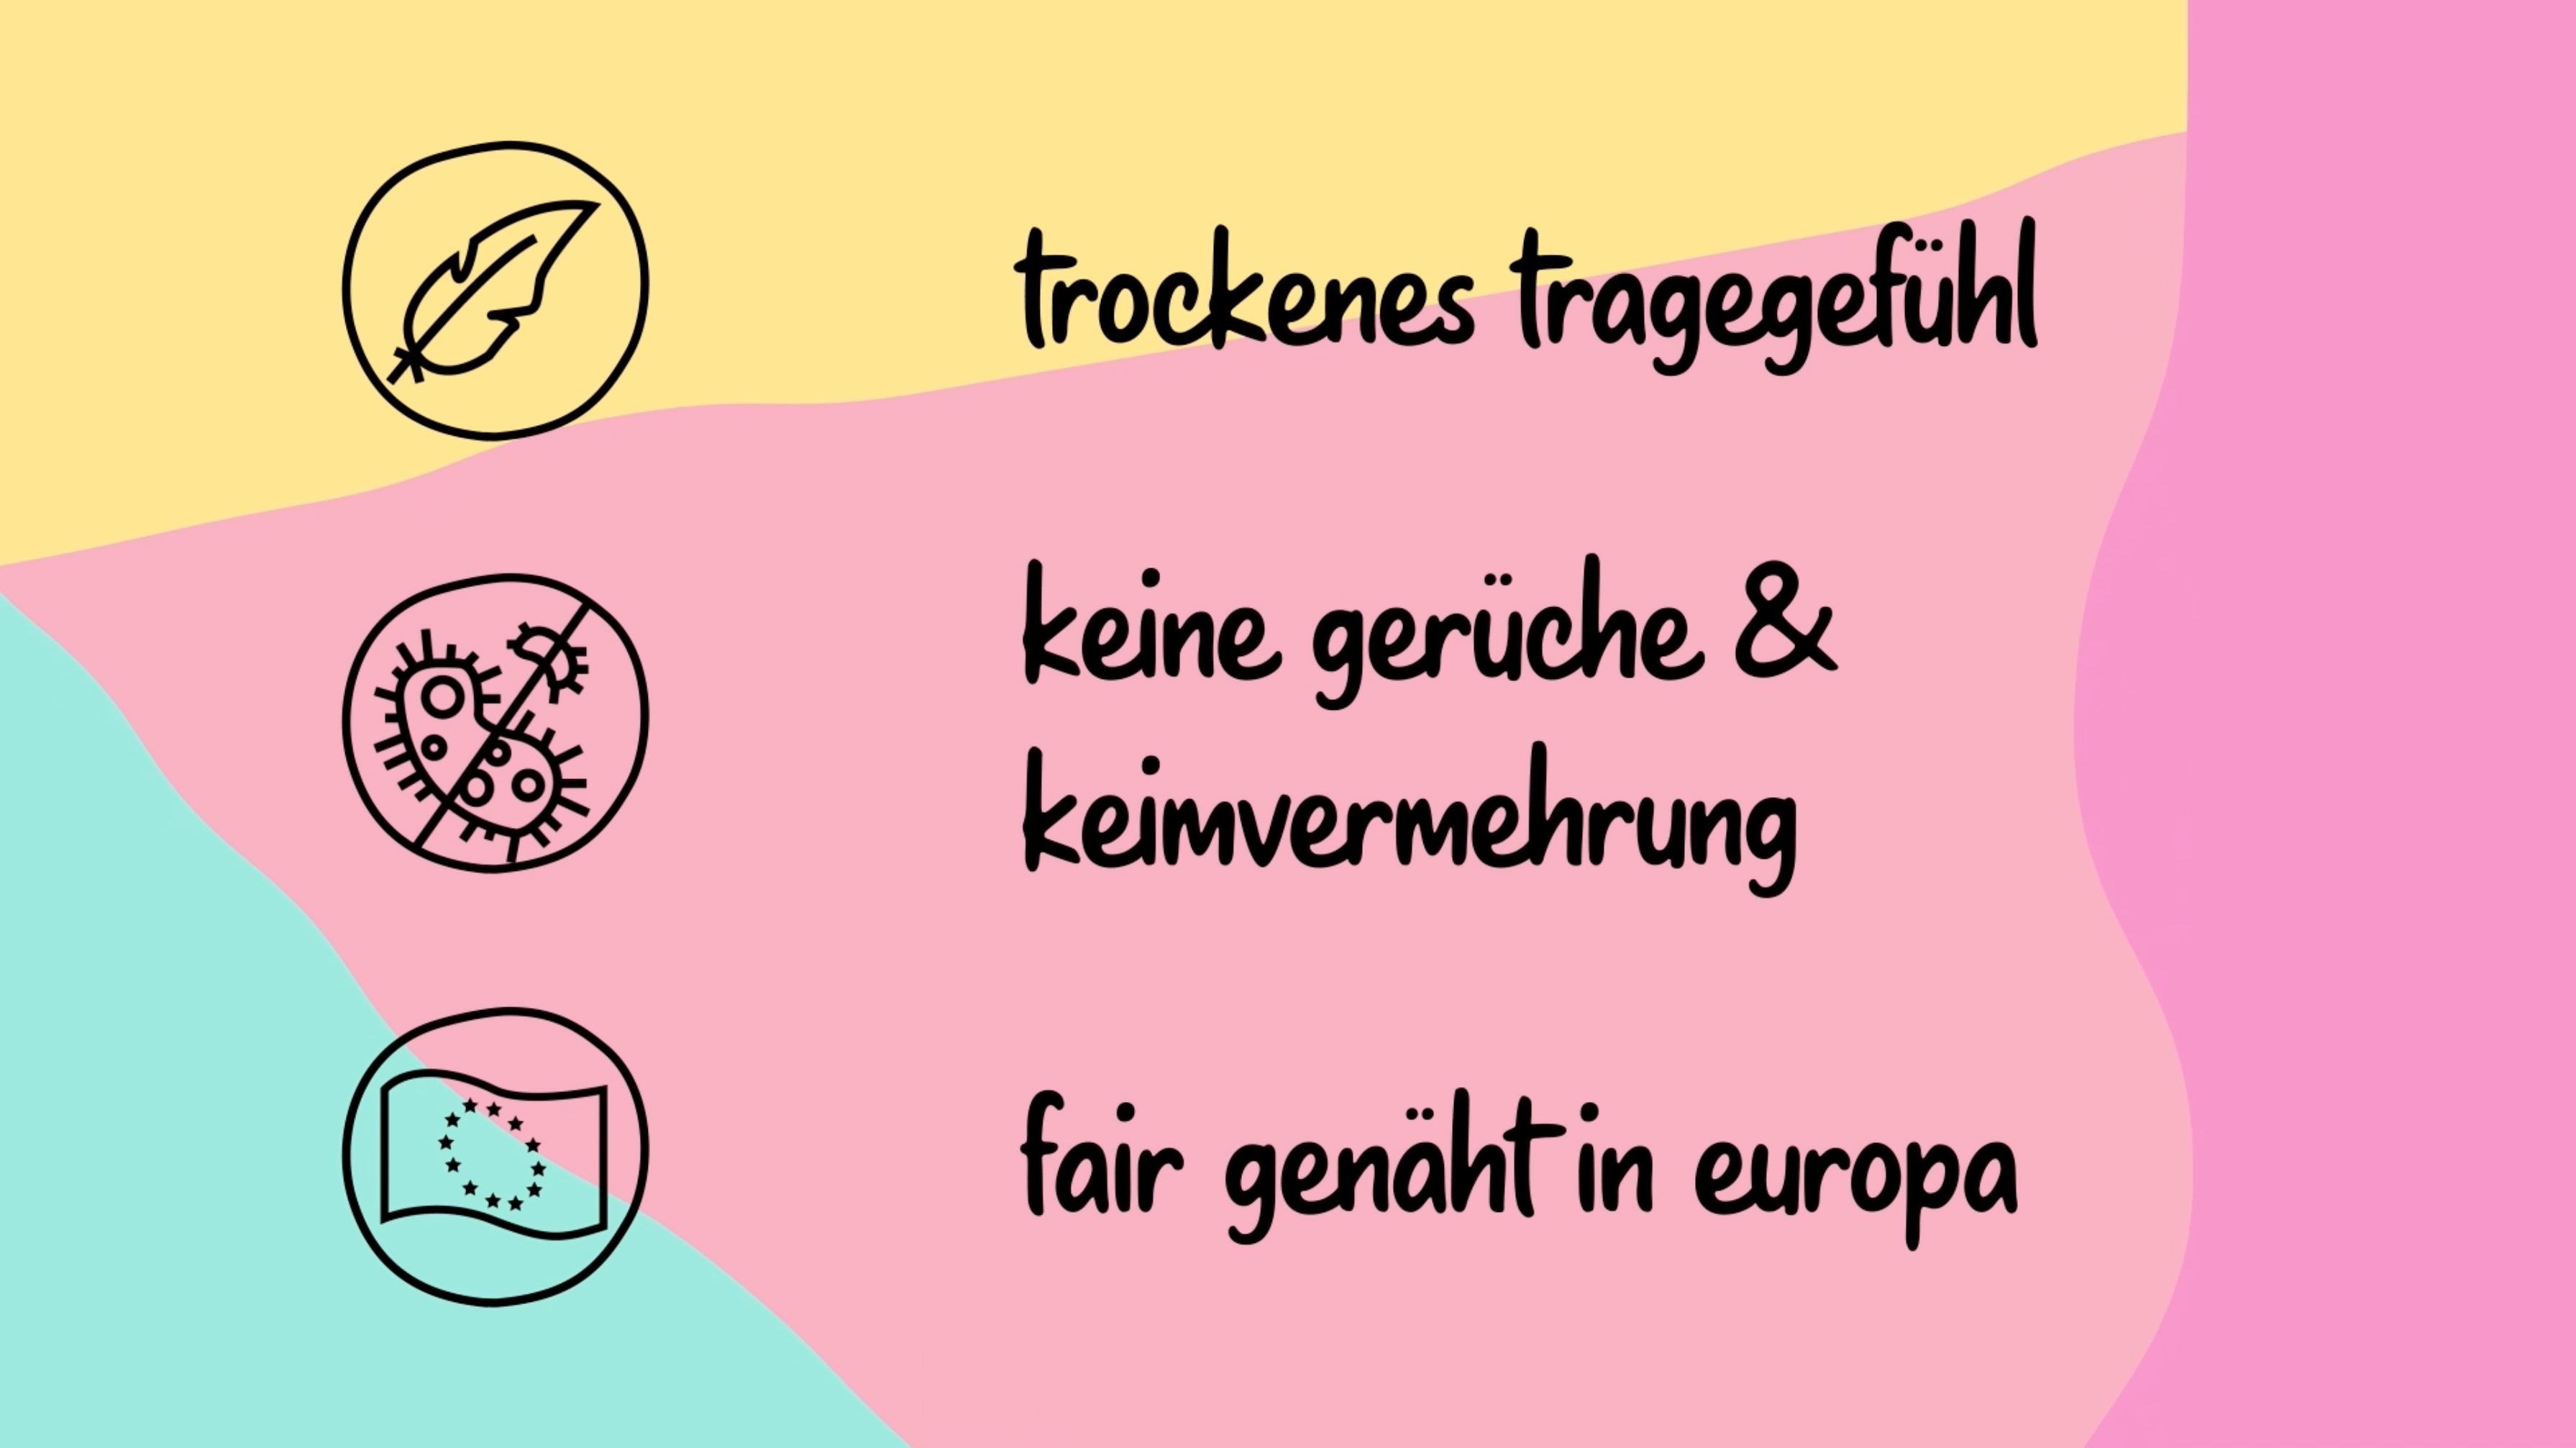 trockenes tragegefühl
keine gerüche &
keimvermehrung
fair genäht in europa